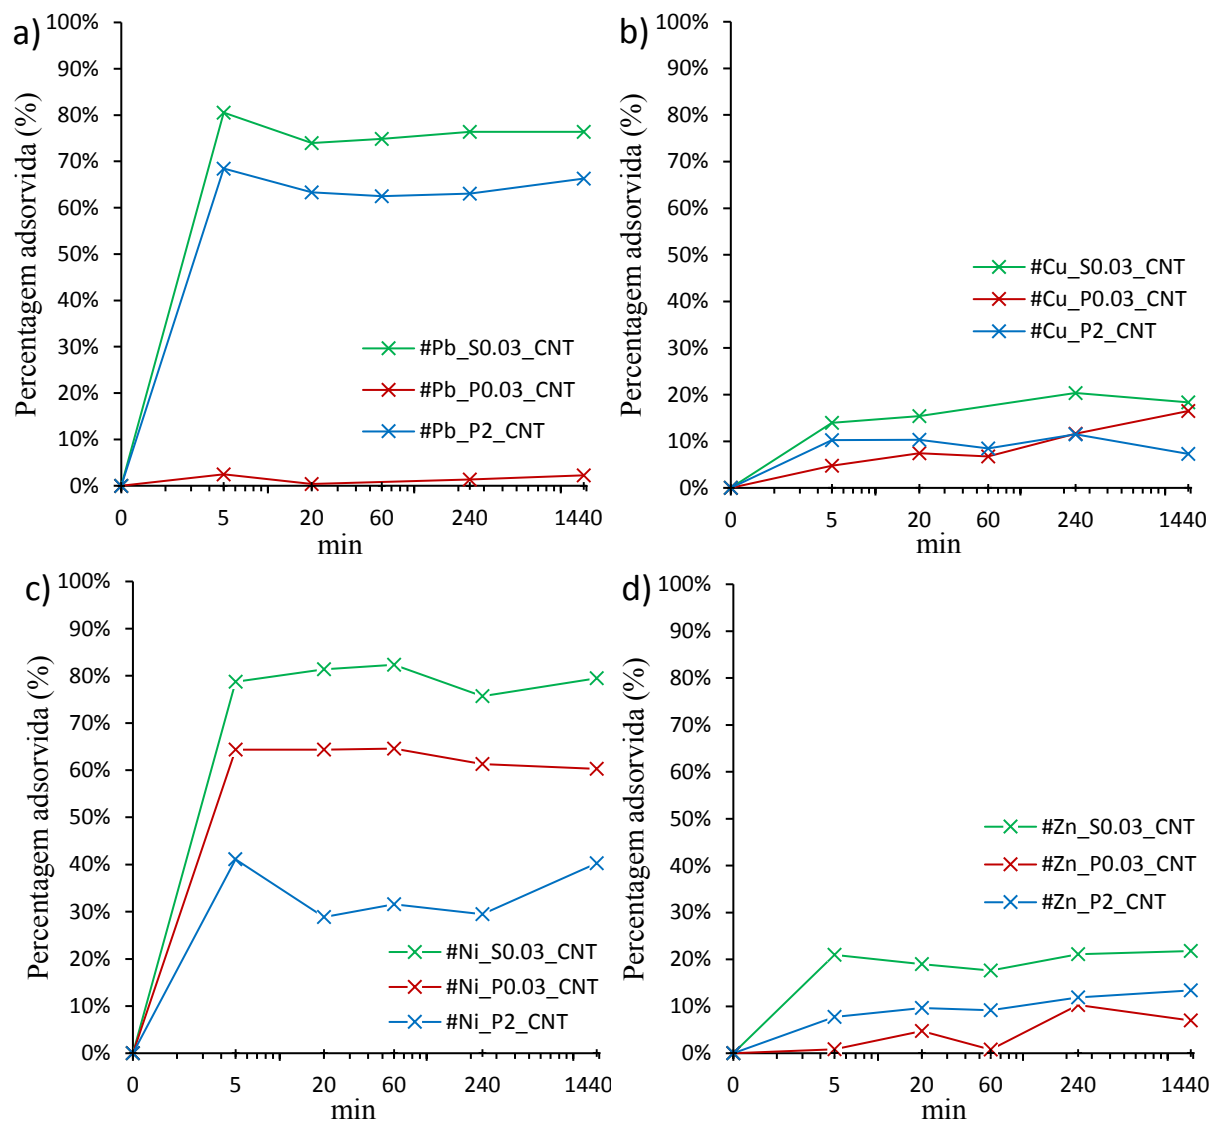 a)
Percentagem adsorvida (%)
100%
90%
80%
70%
60%
50%
40%
30%
20%
10%
0%
#Pb_S0.03_CNT
#Pb_P0.03_CNT
#Pb_P2_CNT
0 5 20 60 240 1440
min
b)
Percentagem adsorvida (%)
100%
90%
80%
70%
60%
50%
40%
30%
20%
10%
0%
#Cu_S0.03_CNT
#Cu_P0.03_CNT
#Cu_P2_CNT
0 5 20 60 240 1440
min
c)
Percentagem adsorvida (%)
100%
90%
80%
70%
60%
50%
40%
30%
20%
10%
0%
#Ni_S0.03_CNT
#Ni_P0.03_CNT
#Ni_P2_CNT
0 5 20 60 240 1440
min
d)
Percentagem adsorvida (%)
100%
90%
80%
70%
60%
50%
40%
30%
20%
10%
0%
#Zn_S0.03_CNT
#Zn_P0.03_CNT
#Zn_P2_CNT
0 5 20 60 240 1440
min